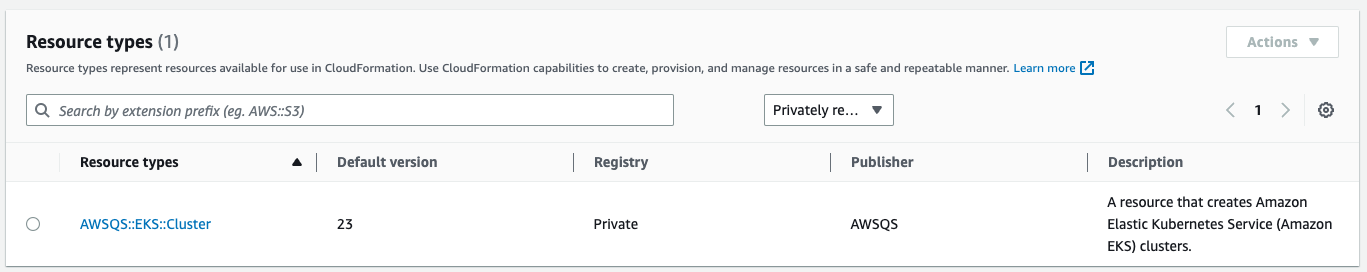 Resource types (1)
Actions
Resource types represent resources available for use in CloudFormation. Use CloudFormation capabilities to create, provision, and manage resources in a safe and repeatable manner. Learn more
Search by extension prefix (eg. AWS::S3)
Privately re...
1
Resource types
Default version
Registry
Publisher
Description
AWSQS::EKS::Cluster
23
Private
AWSQS
A resource that creates Amazon
Elastic Kubernetes Service (Amazon
EKS) clusters.